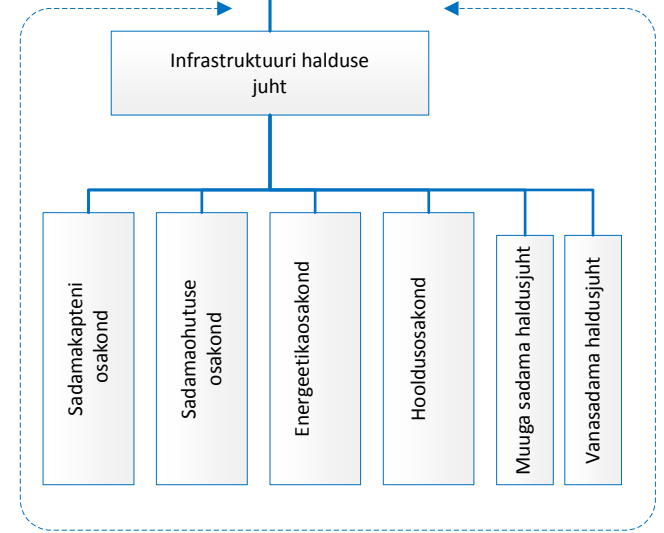 Infrastruktuuri halduse
juht
Sadamakapteni
osakond
Sadamaohutuse
osakond
Energeetikaosakond
Hooldusosakond
Muuga sadama haldusjuht
Vanasadama haldusjuht